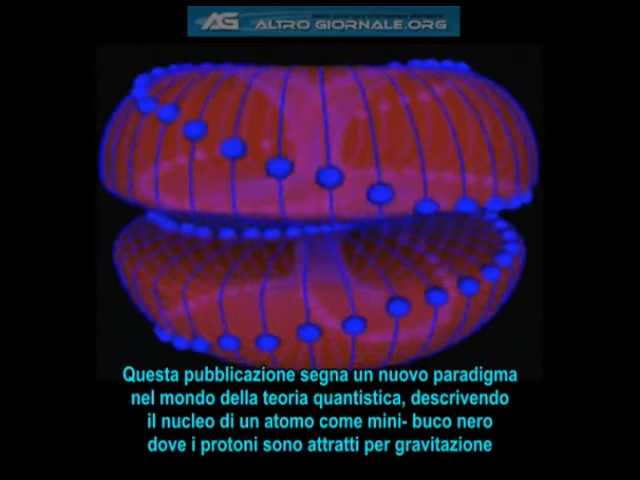 AG ALTRO GIORNALE.ORG
Questa pubblicazione segna un nuovo paradigma
nel mondo della teoria quantistica, descrivendo
il nucleo di un atomo come mini- buco nero
dove i protoni sono attratti per gravitazione